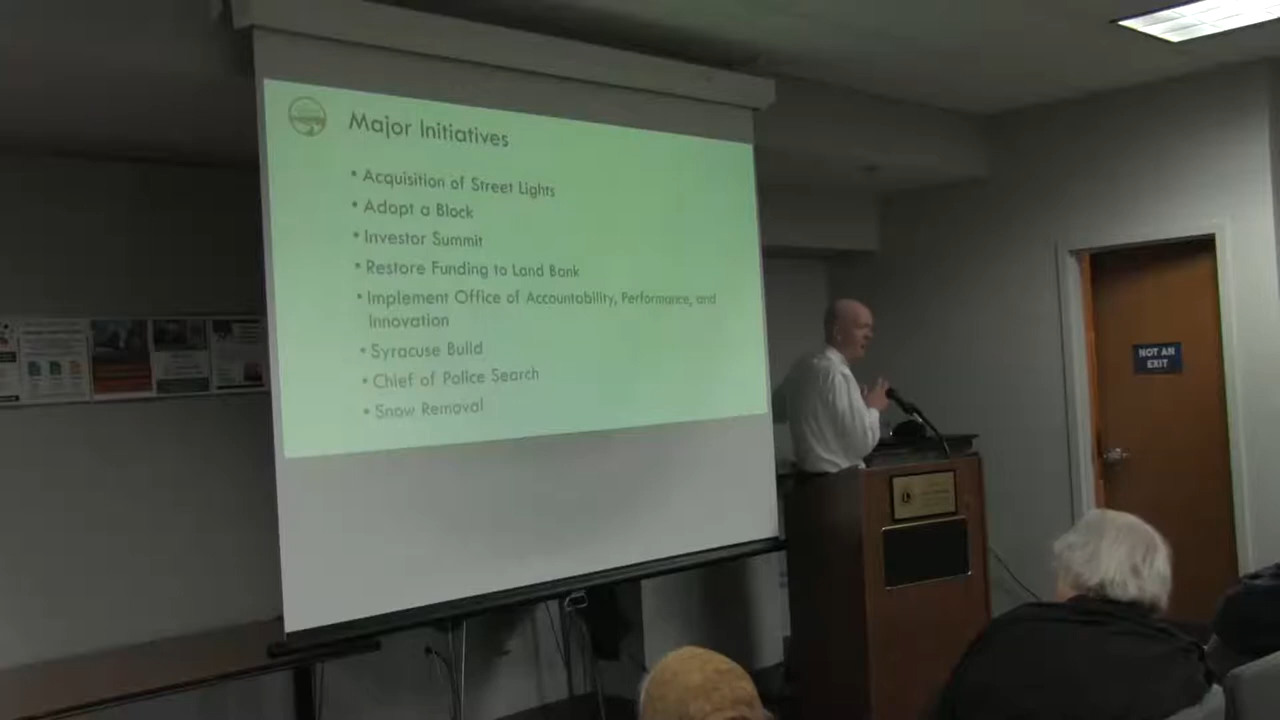 Major Initiatives
• Acquisition of Street Lights
• Adopt a Block
• Investor Summit
• Restore Funding to Land Bank
• Implement Office of Accountability, Performance, and
Innovation
• Syracuse Build
• Chief of Police Search
• Snow Removal
NOT AN
EXIT